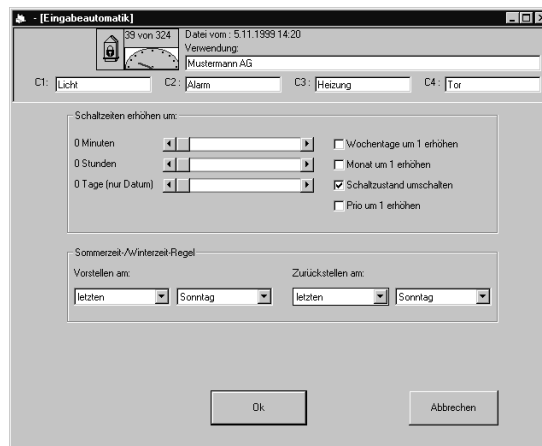 - [Eingabeautomatik]
39 von 324
Datei vom : 5.11.1999 14:20
Verwendung:
Mustermann AG
C1: Licht C2 : Alarm C3 : Heizung C4 : Tor
Schaltzeiten erhöhen um:
0 Minuten
Wochentage um 1 erhöhen
0 Stunden
Monat um 1 erhöhen
0 Tage (nur Datum)
Schaltzustand umschalten
Prio um 1 erhöhen
Sommerzeit-/Winterzeit-Regel
Vorstellen am: Zurückstellen am:
letzten Sonntag letzten Sonntag
Ok Abbrechen